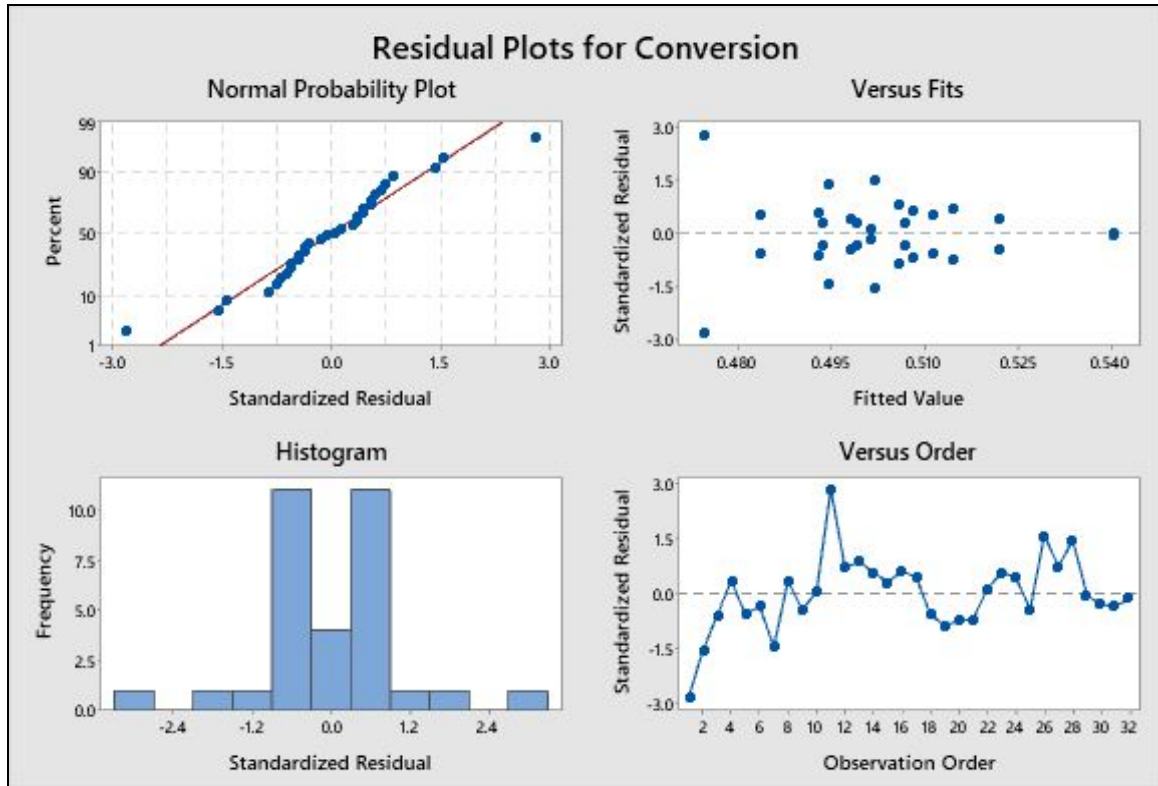 Residual Plots for Conversion
Normal Probability Plot
Percent
99
90
50
10
1
-3.0 -1.5 0.0 1.5 3.0
Standardized Residual
Versus Fits
Standardized Residual
3.0
1.5
0.0
-1.5
-3.0
0.480 0.495 0.510 0.525 0.540
Fitted Value
Histogram
Frequency
10.0
7.5
5.0
2.5
0.0
-2.4 -1.2 0.0 1.2 2.4
Standardized Residual
Versus Order
Standardized Residual
3.0
1.5
0.0
-1.5
-3.0
2 4 6 8 10 12 14 16 18 20 22 24 26 28 30 32
Observation Order